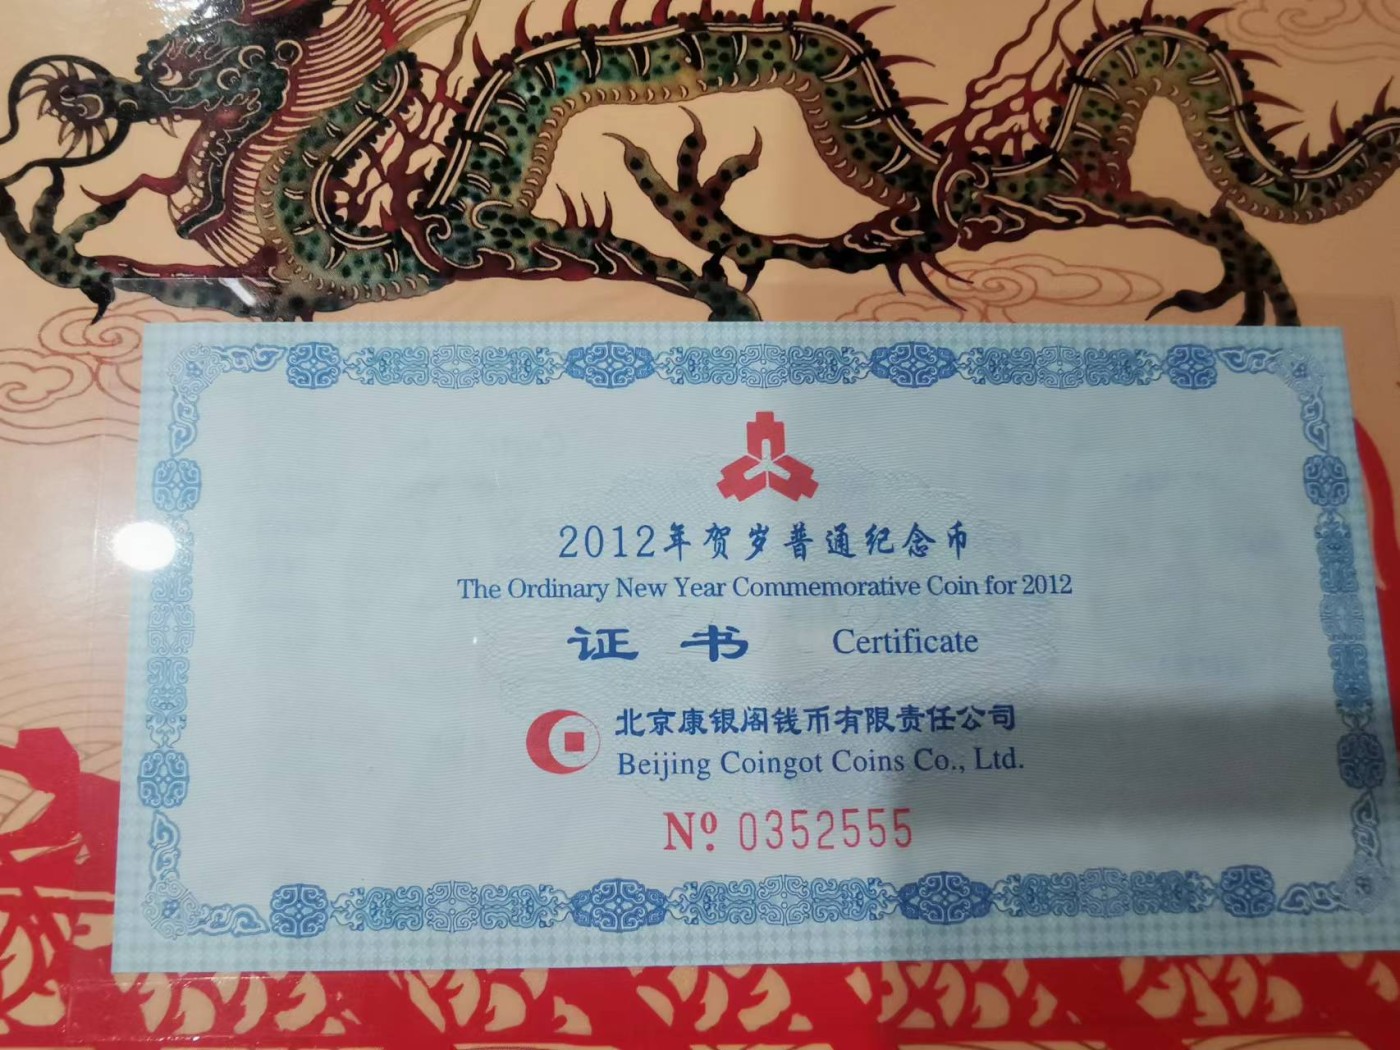 2012年贺岁普通纪念币
The Ordinary New Year Commemorative Coin for 2012
证书 Certificate
北京康银阁钱币有限责任公司
Beijing Coingot Coins Co., Ltd.
Nº 0352555